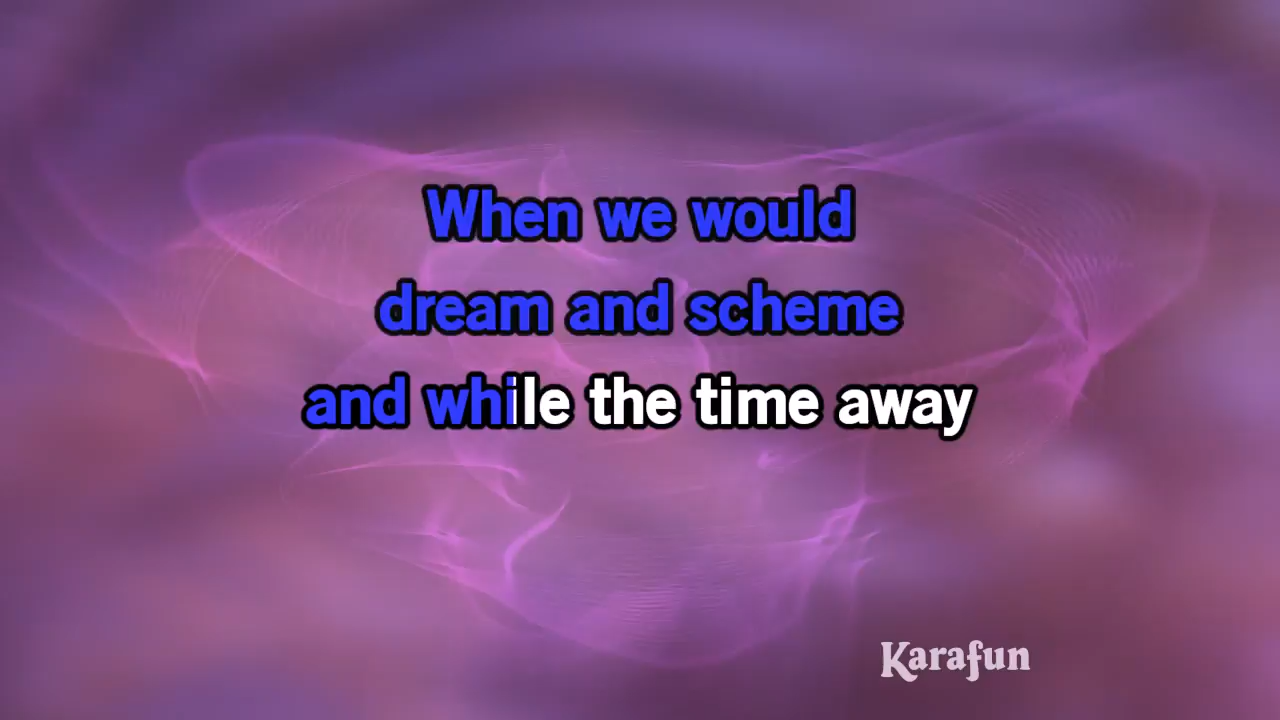 When we would
dream and scheme
and while the time away
Karafun